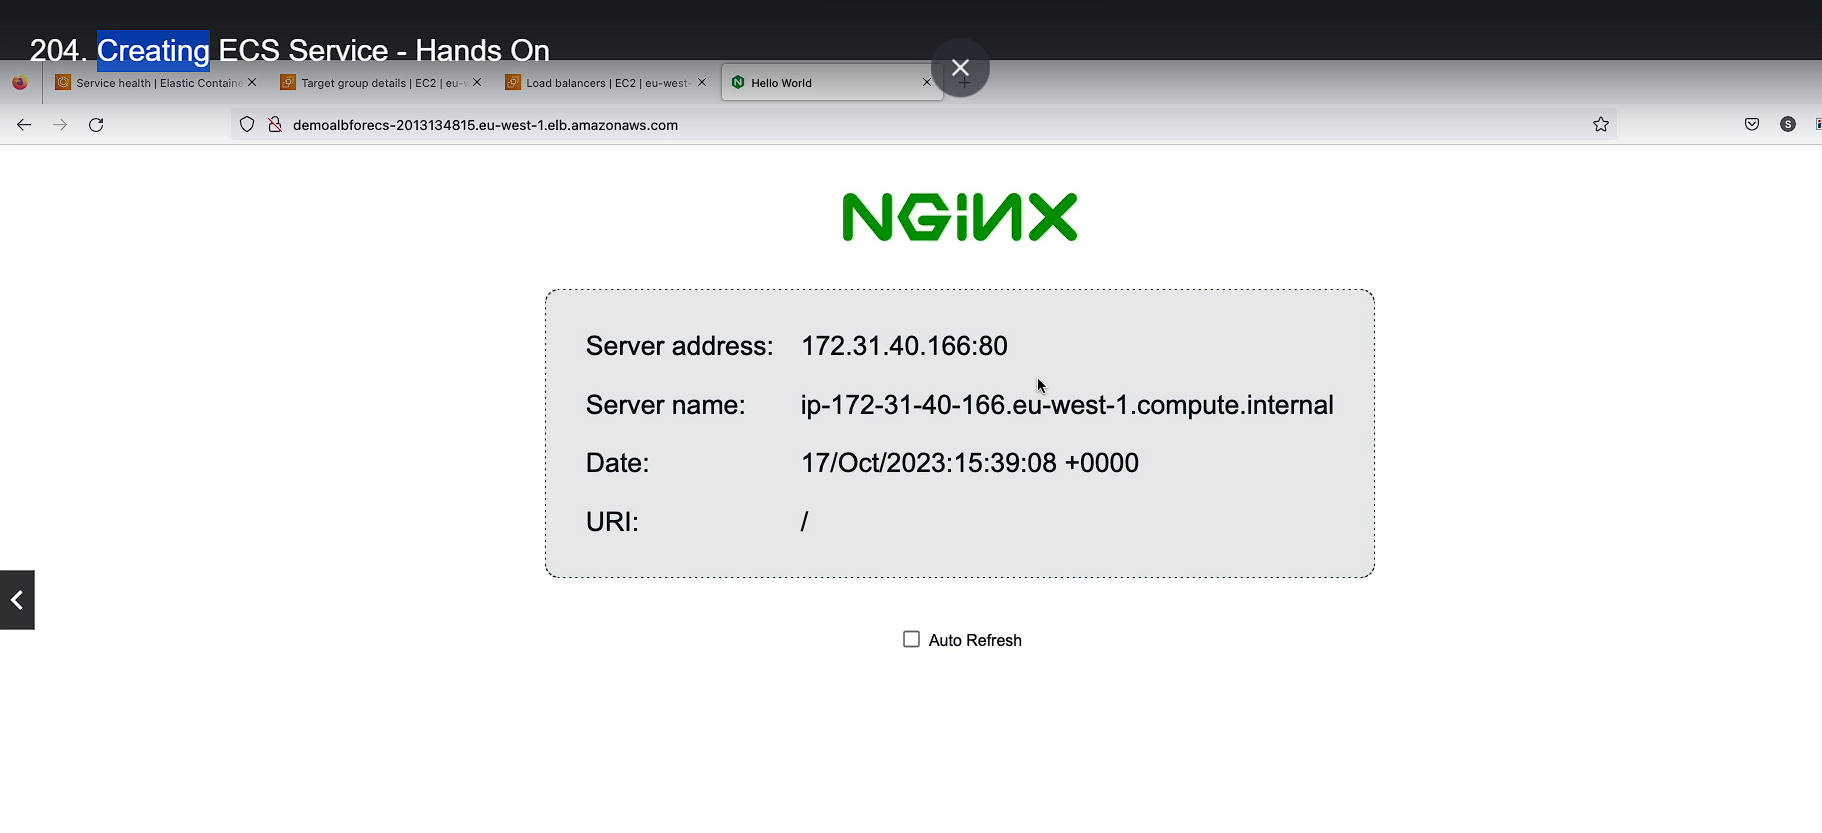 204. Creating ECS Service - Hands On
Service health | Elastic Containe
Target group details | EC2 | eu-w
Load balancers | EC2 | eu-west-
Hello World
demoalbforecs-2013134815.eu-west-1.elb.amazonaws.com
S
NGINX
Server address: 172.31.40.166:80
Server name: ip-172-31-40-166.eu-west-1.compute.internal
Date: 17/Oct/2023:15:39:08 +0000
URI: /
Auto Refresh